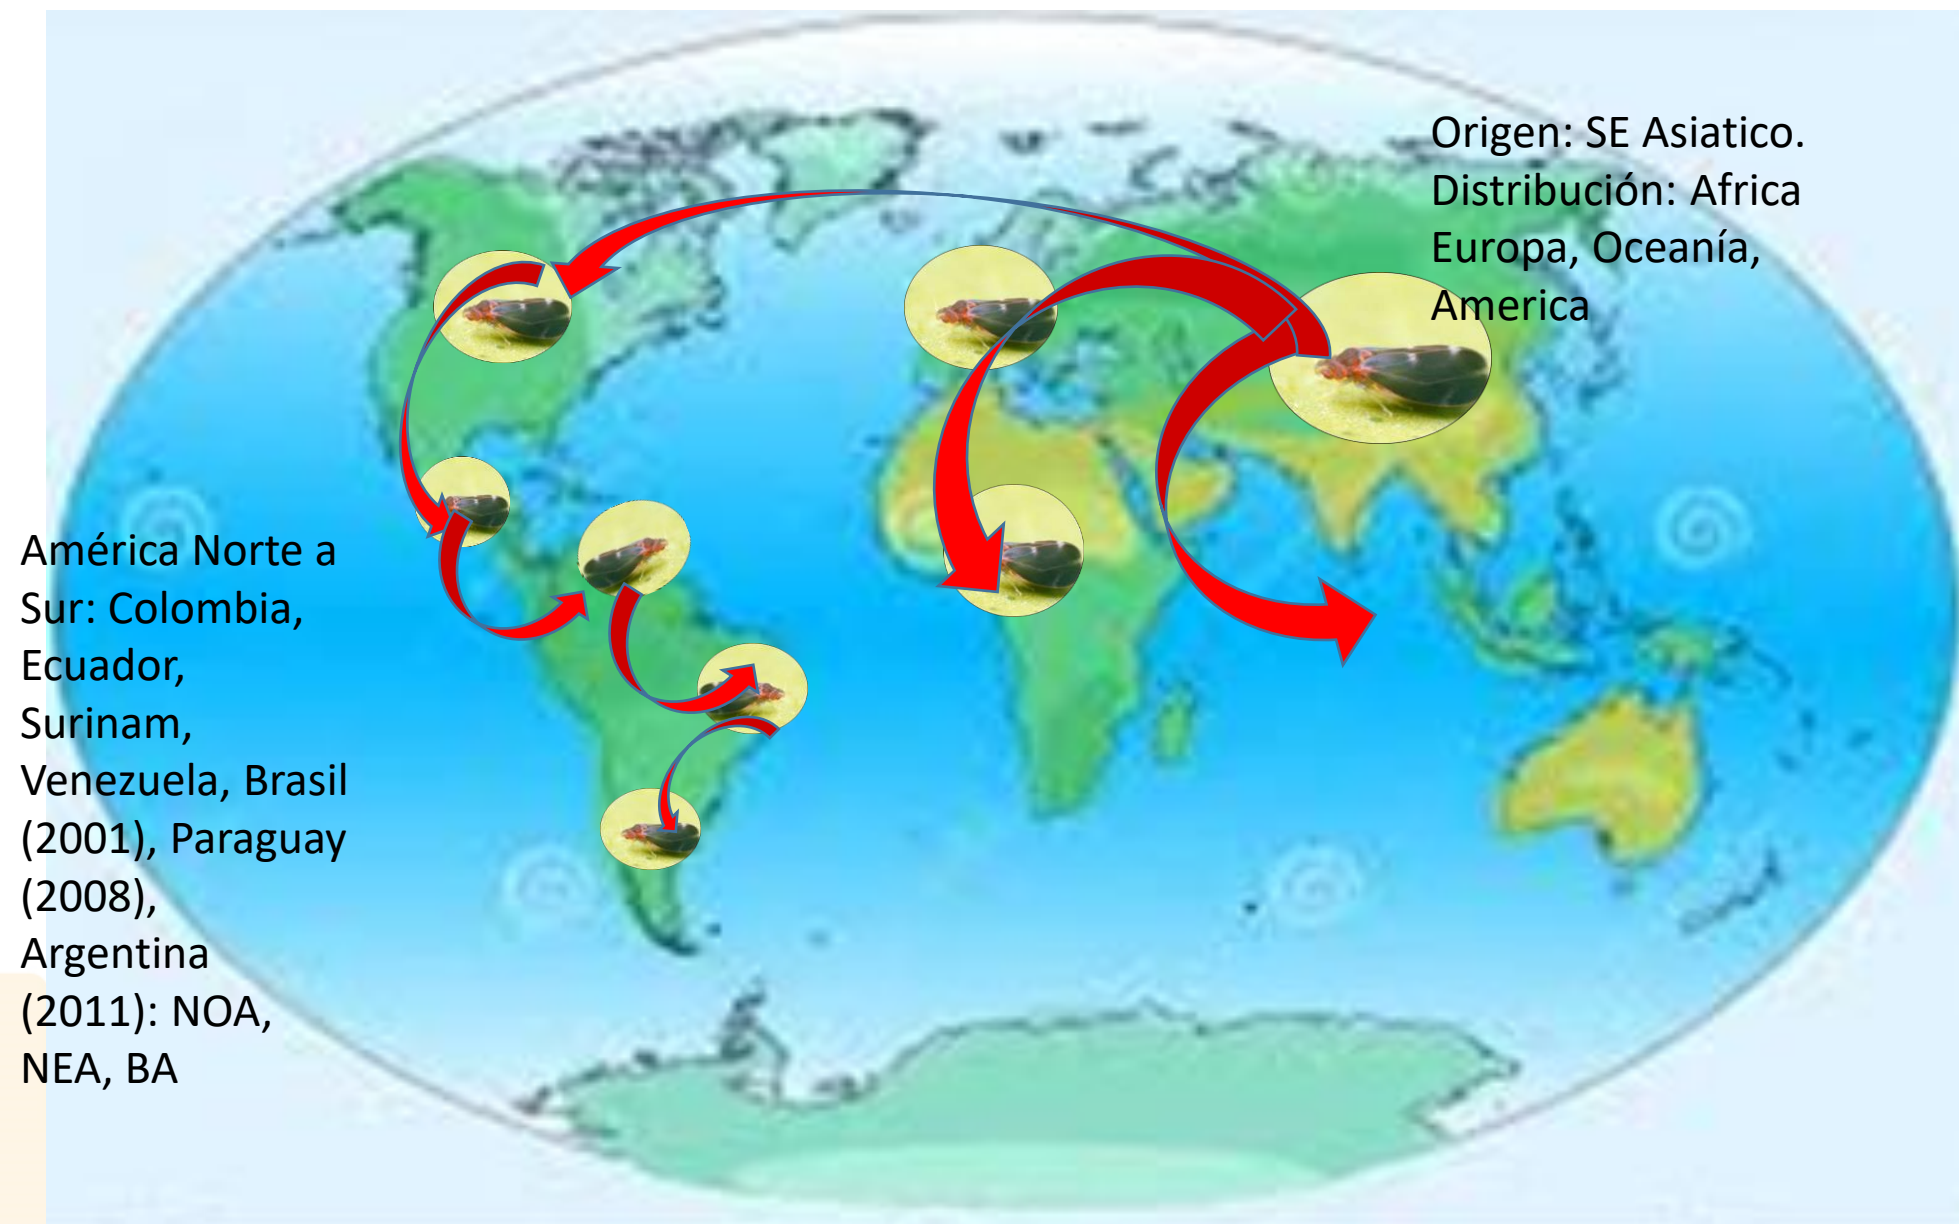 Origen: SE Asiatico.
Distribución: Africa
Europa, Oceanía,
America
América Norte a
Sur: Colombia,
Ecuador,
Surinam,
Venezuela, Brasil
(2001), Paraguay
(2008),
Argentina
(2011): NOA,
NEA, BA